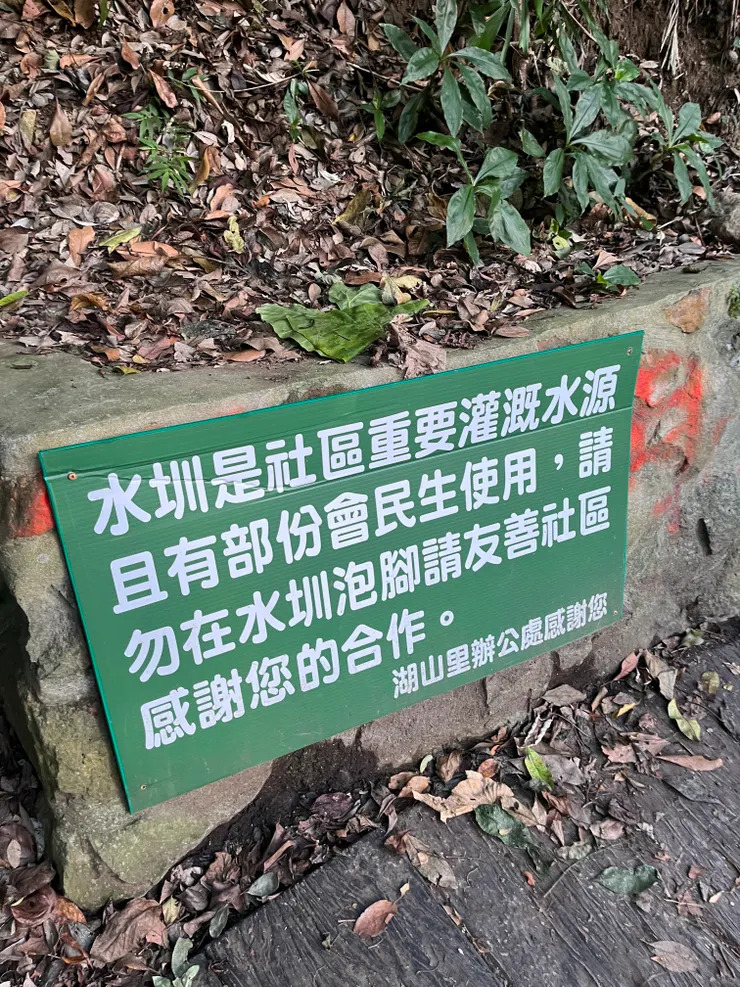 水圳是社區重要灌溉水源
且有部份會民生使用，請
勿在水圳泡腳請友善社區
感謝您的合作。
湖山里辦公處感謝您